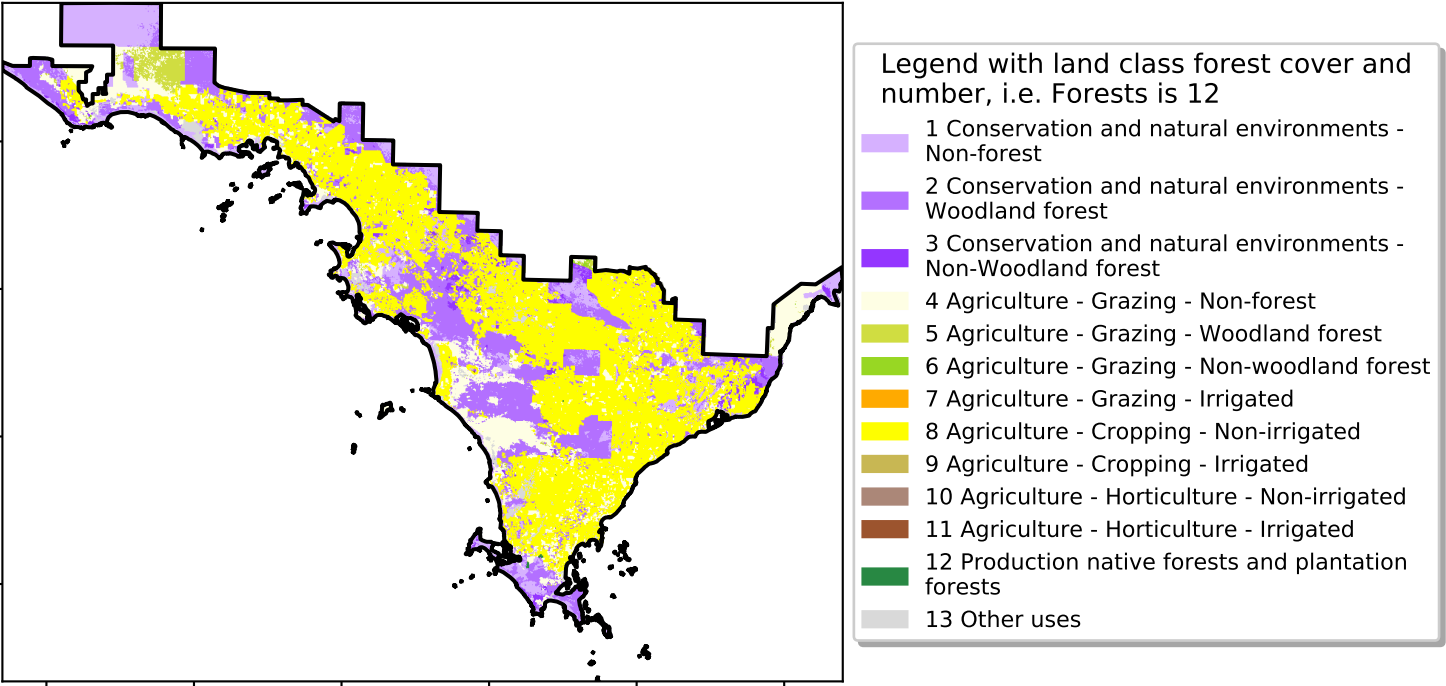 Legend with land class forest cover and
number, i.e. Forests is 12
1 Conservation and natural environments -
Non-forest
2 Conservation and natural environments -
Woodland forest
3 Conservation and natural environments -
Non-Woodland forest
4 Agriculture - Grazing - Non-forest
5 Agriculture - Grazing - Woodland forest
6 Agriculture - Grazing - Non-woodland forest
7 Agriculture - Grazing - Irrigated
8 Agriculture - Cropping - Non-irrigated
9 Agriculture - Cropping - Irrigated
10 Agriculture - Horticulture - Non-irrigated
11 Agriculture - Horticulture - Irrigated
12 Production native forests and plantation
forests
13 Other uses